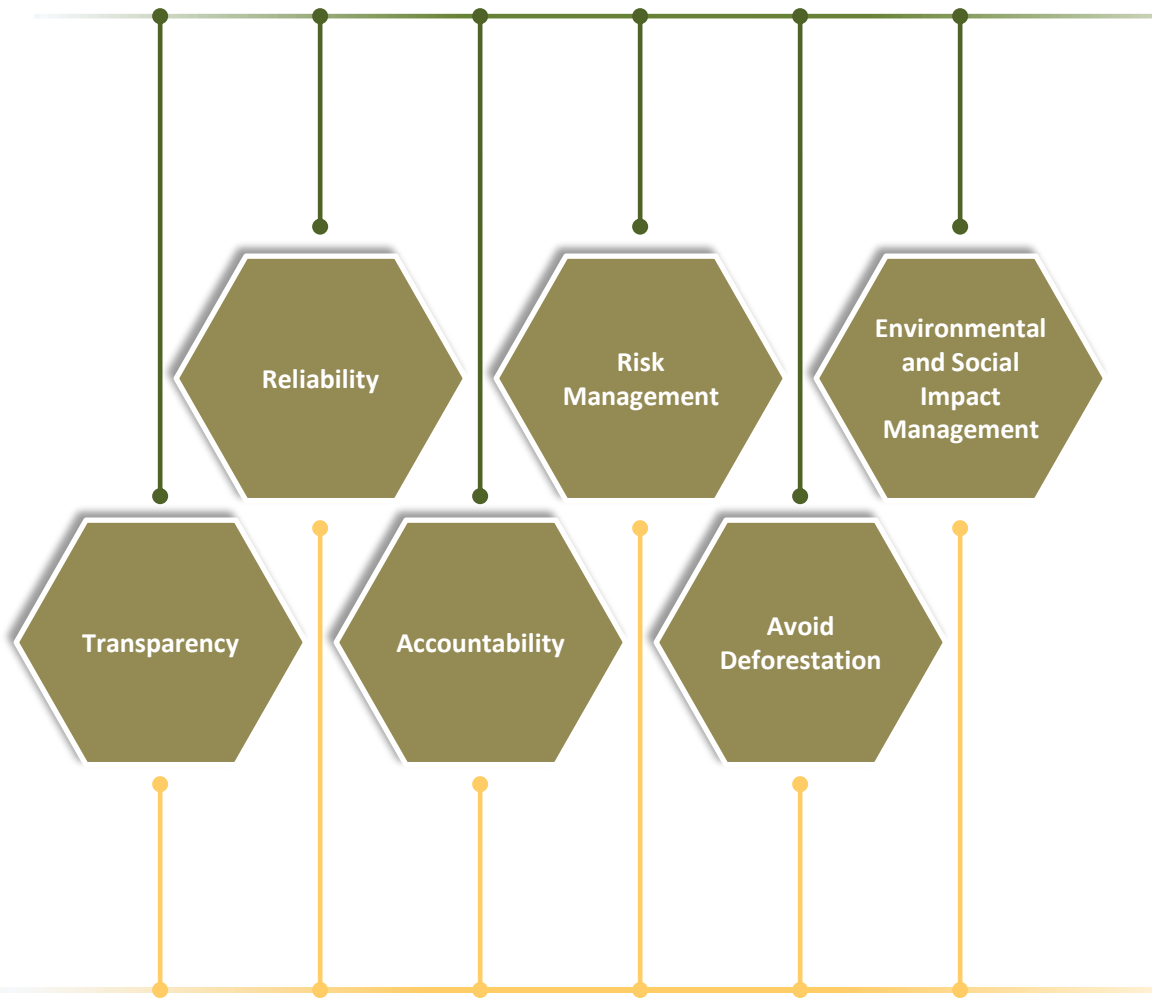 Reliability
Risk
Management
Environmental
and Social
Impact
Management
Transparency
Accountability
Avoid
Deforestation